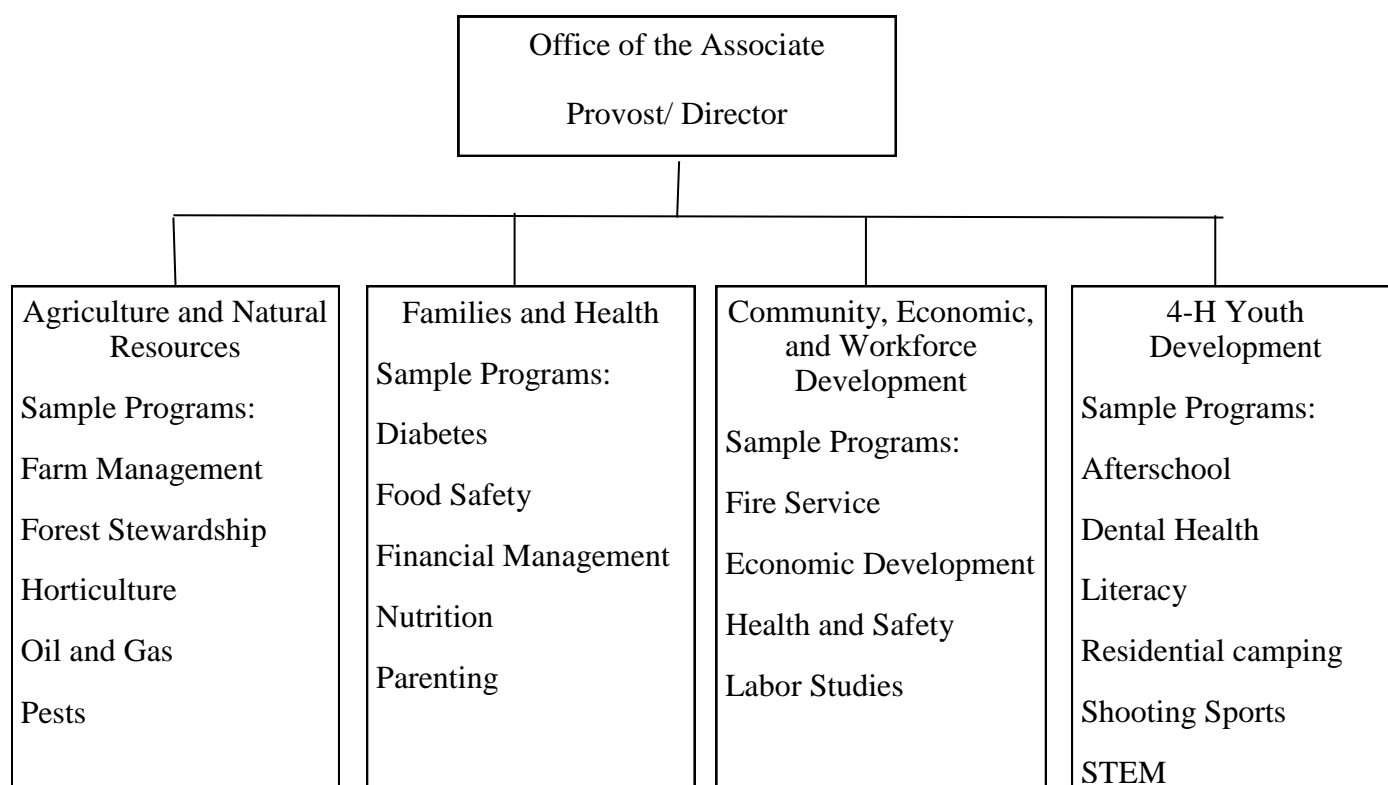 Office of the Associate
Provost/ Director
Agriculture and Natural
Resources
Sample Programs:
Farm Management
Forest Stewardship
Horticulture
Oil and Gas
Pests
Families and Health
Sample Programs:
Diabetes
Food Safety
Financial Management
Nutrition
Parenting
Community, Economic,
and Workforce
Development
Sample Programs:
Fire Service
Economic Development
Health and Safety
Labor Studies
4-H Youth
Development
Sample Programs:
Afterschool
Dental Health
Literacy
Residential camping
Shooting Sports
STEM